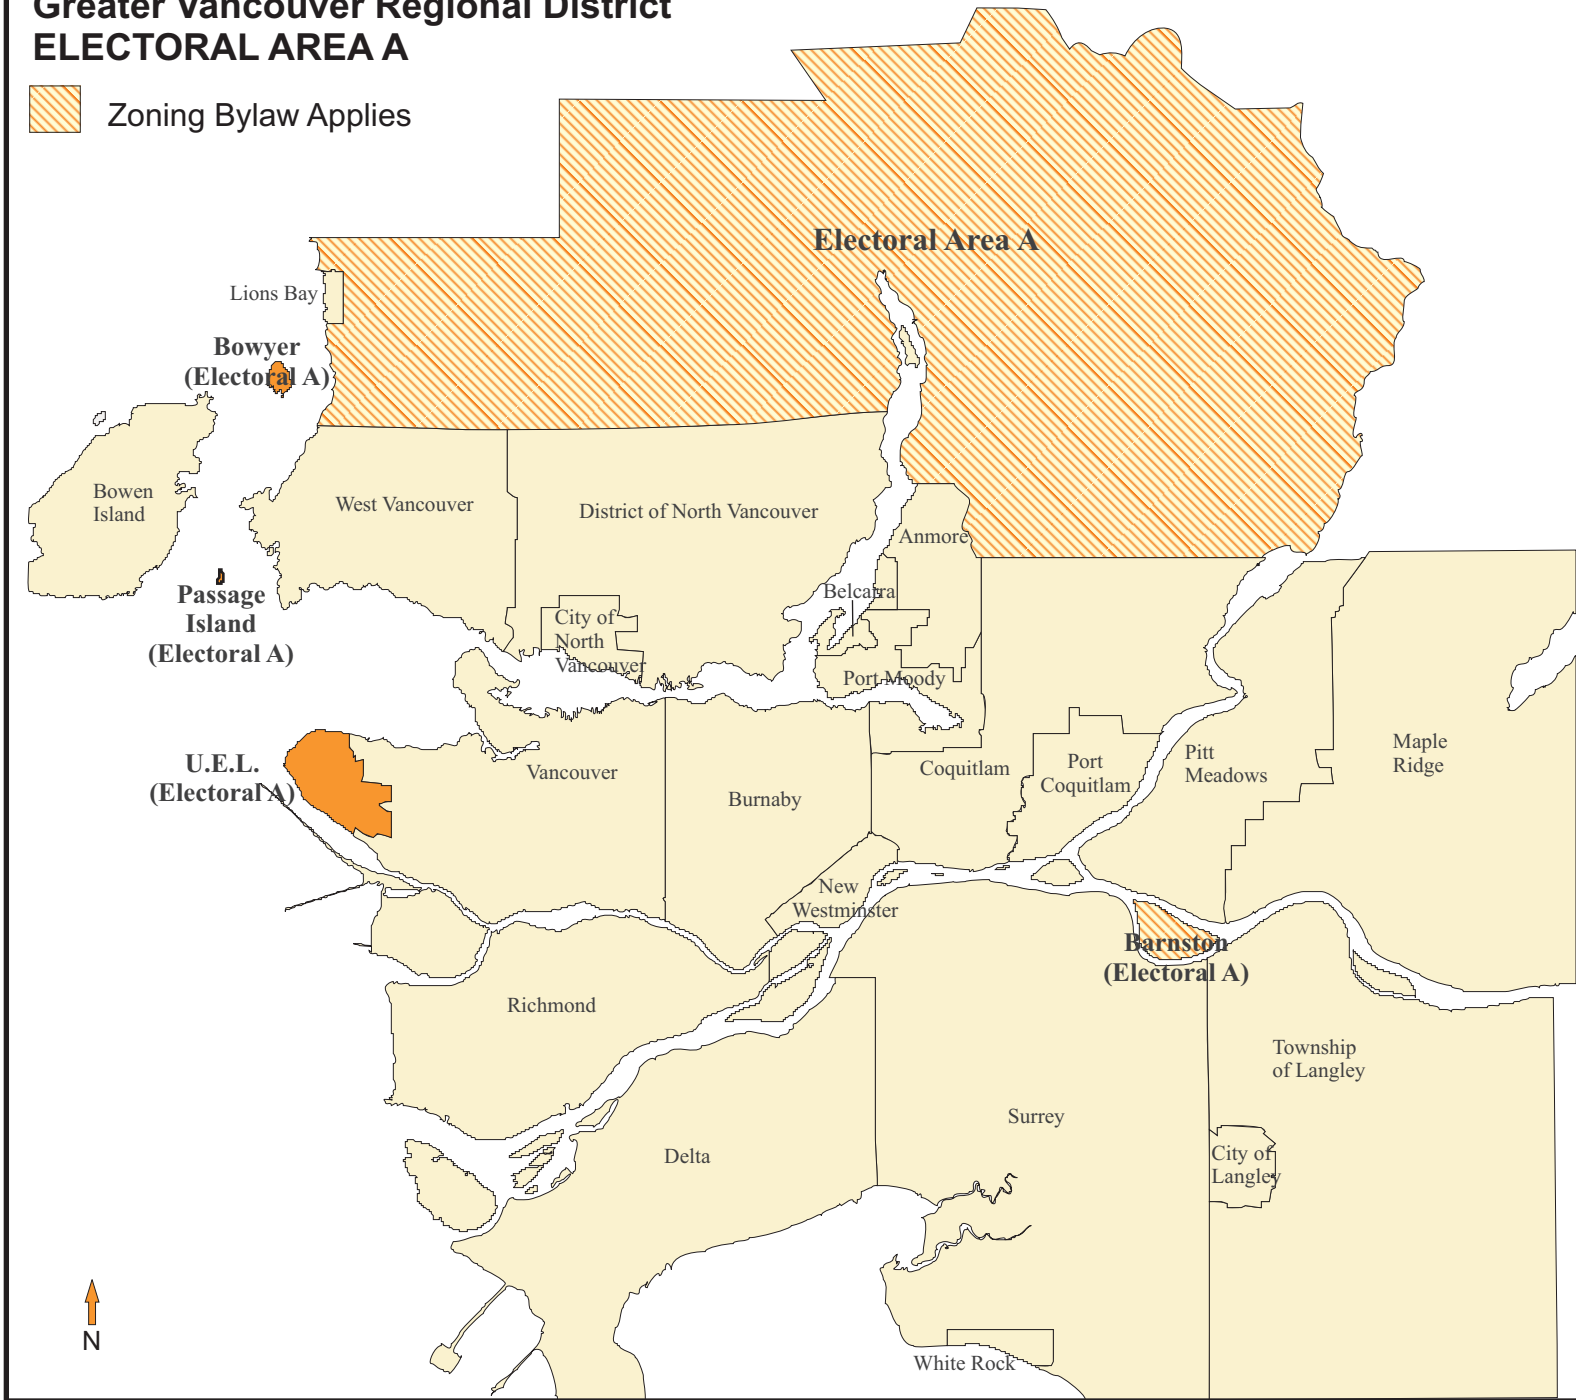 Greater Vancouver Regional District
ELECTORAL AREA A
Zoning Bylaw Applies
Electoral Area A
Lions Bay
Bowyer
(Electoral A)
Bowen
Island
West Vancouver
District of North Vancouver
Anmore
Passage
Island
(Electoral A)
Belcarra
City of
North
Vancouver
Port Moody
U.E.L.
(Electoral A)
Vancouver
Burnaby
Coquitlam
Port
Coquitlam
Pitt
Meadows
Maple
Ridge
New
Westminster
Barnston
(Electoral A)
Richmond
Township
of Langley
Surrey
Delta
City of
Langley
White Rock
N